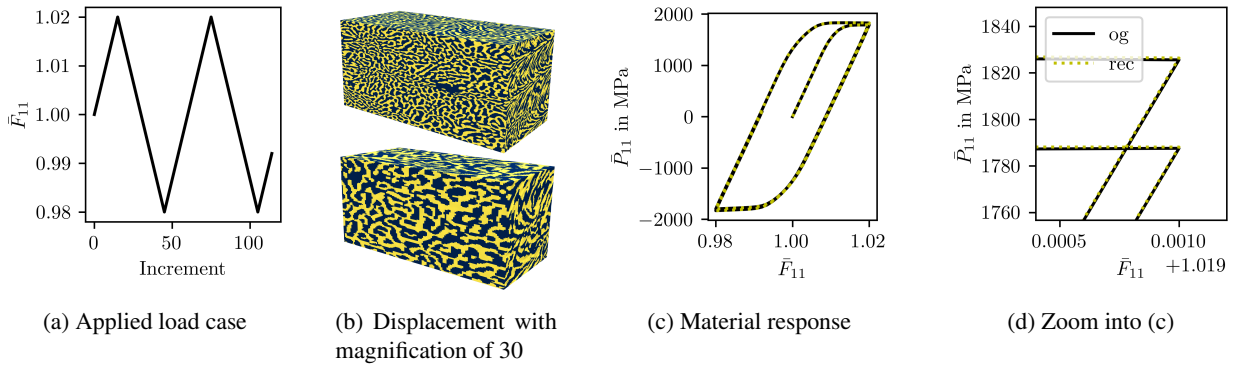 1.02
1.01
1.00
0.99
0.98
F̄₁₁
0
50
100
Increment
(a) Applied load case
(b) Displacement with
magnification of 30
2000
1000
0
−1000
−2000
P̄₁₁ in MPa
0.98
1.00
1.02
F̄₁₁
(c) Material response
1840
1820
1800
1780
1760
P̄₁₁ in MPa
og
rec
0.0005
0.0010
F̄₁₁
+1.019
(d) Zoom into (c)